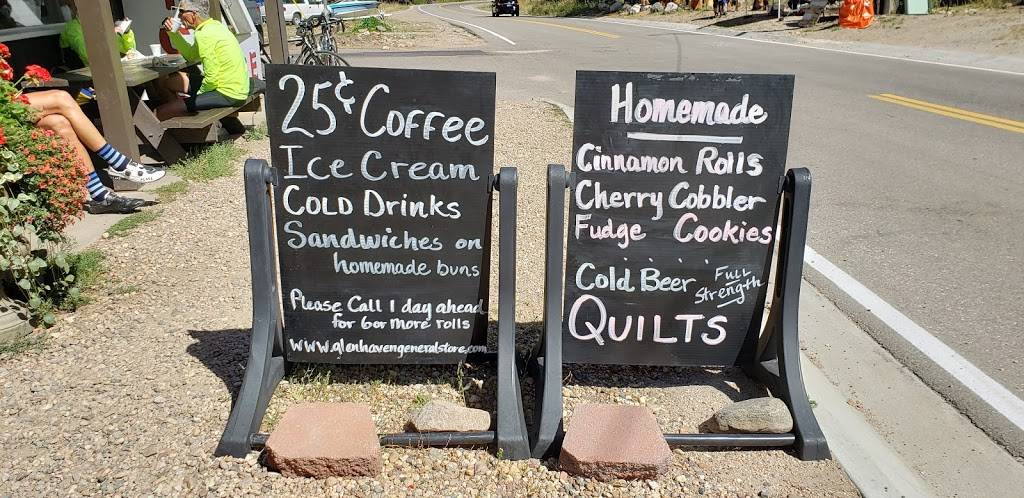 25¢ Coffee
Ice Cream
Cold Drinks
Sandwiches on
homemade buns
Please Call 1 day ahead
for 6 or more rolls
www.glenhavengeneralstore.com
Homemade
Cinnamon Rolls
Cherry Cobbler
Fudge Cookies
Cold Beer Full
Strength
QUILTS